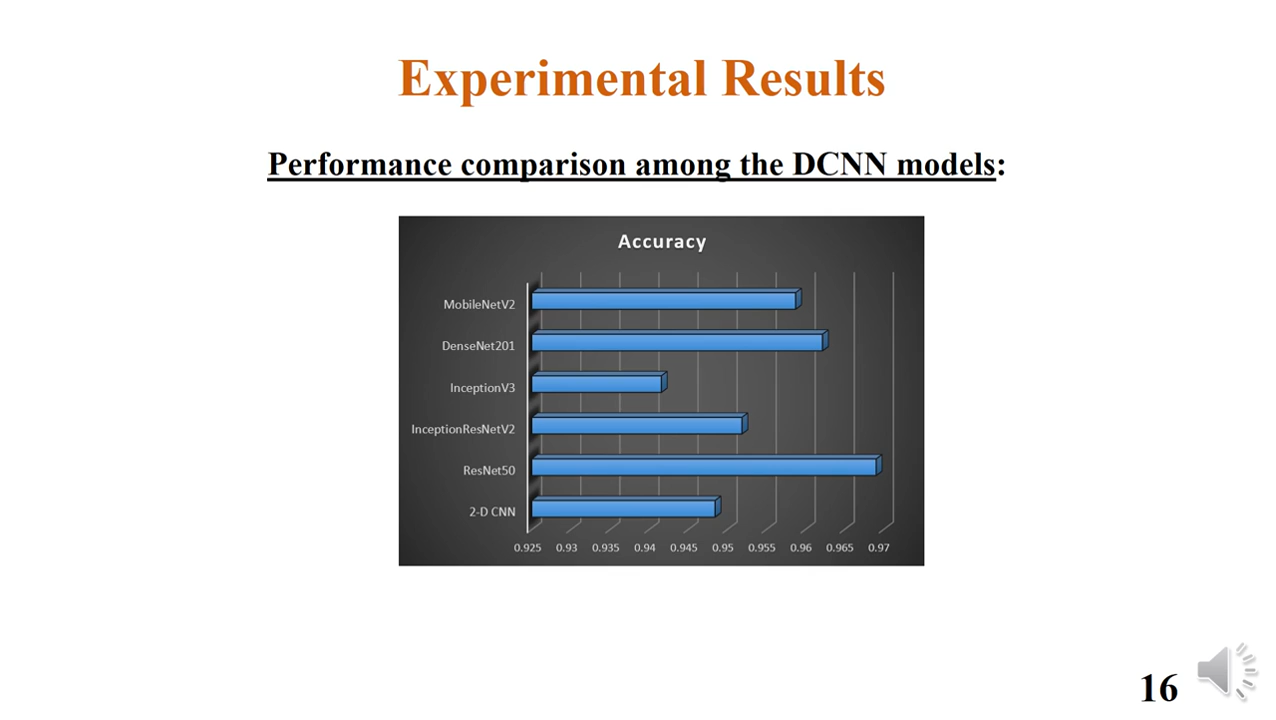 Experimental Results
Performance comparison among the DCNN models:
Accuracy
MobileNetV2
DenseNet201
InceptionV3
InceptionResNetV2
ResNet50
2-D CNN
0.925 0.93 0.935 0.94 0.945 0.95 0.955 0.96 0.965 0.97
16